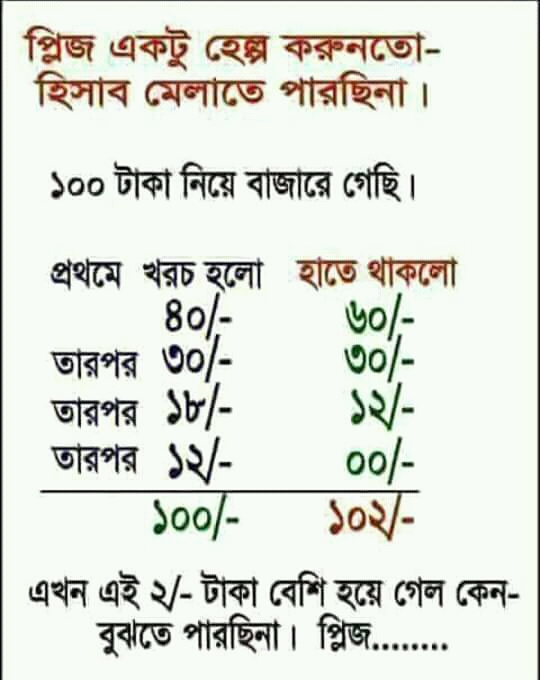 প্লিজ একটু হেল্প করুনতো-
হিসাব মেলাতে পারছিনা।
১০০ টাকা নিয়ে বাজারে গেছি।
প্রথমে খরচ হলো হাতে থাকলো
৪০/- ৬০/-
তারপর ৩০/- ৩০/-
তারপর ১৮/- ১২/-
তারপর ১২/- ০০/-
১০০/- ১০২/-
এখন এই ২/- টাকা বেশি হয়ে গেল কেন-
বুঝতে পারছিনা। প্লিজ........